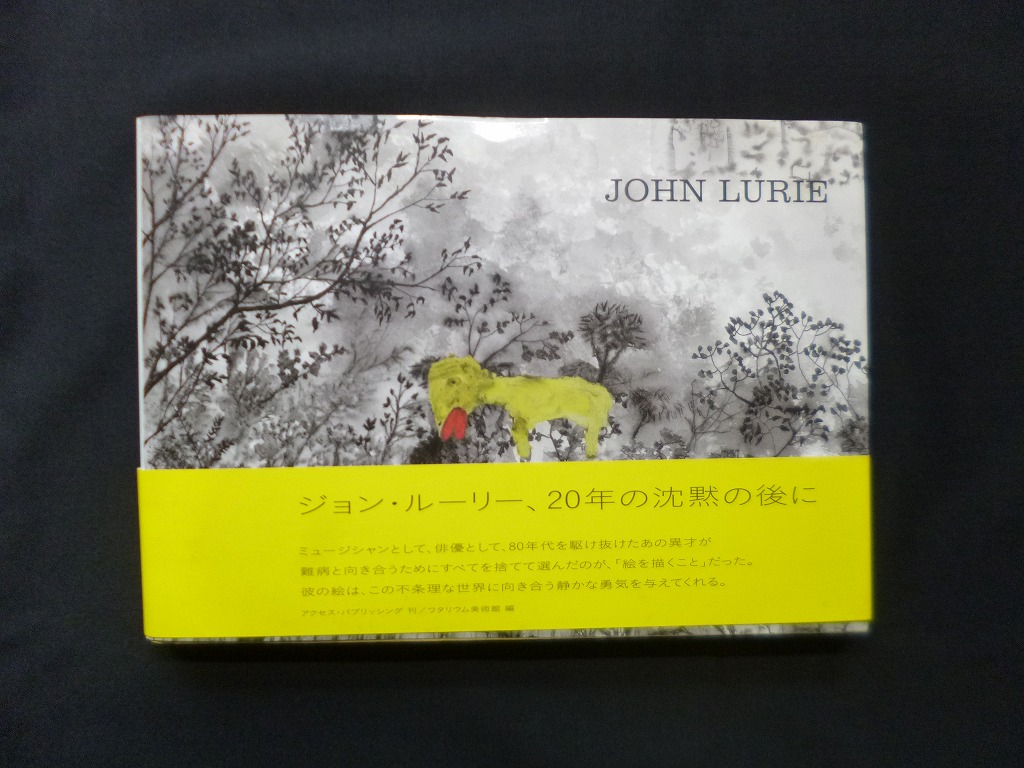 JOHN LURIE
ジョン・ルーリー、20年の沈黙の後に
ミュージシャンとして、俳優として、80年代を駆け抜けたあの異才が
難病と向き合うためにすべてを捨てて選んだのが、「絵を描くこと」だった。
彼の絵は、この不条理な世界に向き合う静かな勇気を与えてくれる。
アクセス・パブリッシング 刊／ワタリウム美術館 編